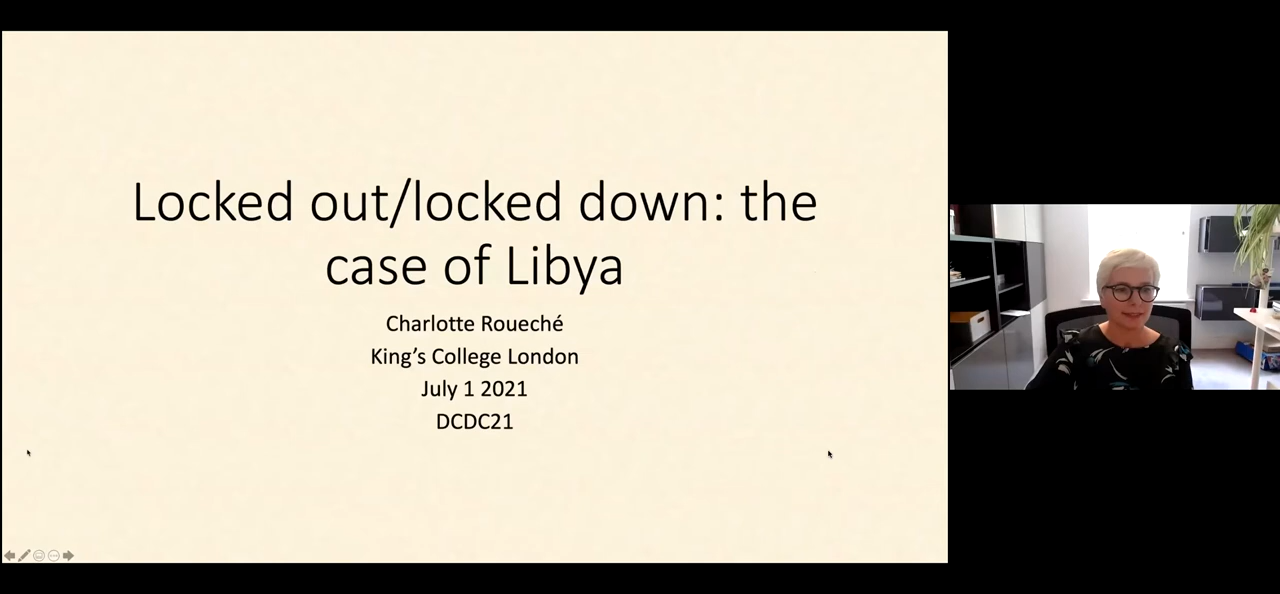 Locked out/locked down: the
case of Libya
Charlotte Roueché
King’s College London
July 1 2021
DCDC21